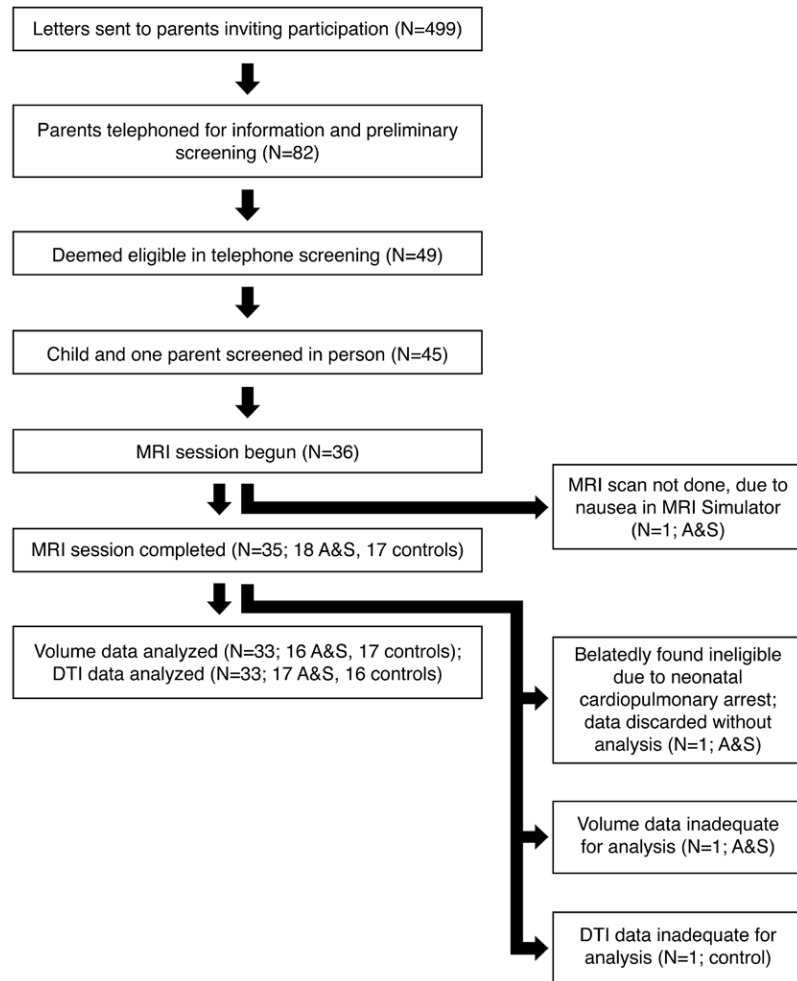 Letters sent to parents inviting participation (N=499)
Parents telephoned for information and preliminary
screening (N=82)
Deemed eligible in telephone screening (N=49)
Child and one parent screened in person (N=45)
MRI session begun (N=36)
MRI scan not done, due to
nausea in MRI Simulator
(N=1; A&S)
MRI session completed (N=35; 18 A&S, 17 controls)
Volume data analyzed (N=33; 16 A&S, 17 controls);
DTI data analyzed (N=33; 17 A&S, 16 controls)
Belatedly found ineligible
due to neonatal
cardiopulmonary arrest;
data discarded without
analysis (N=1; A&S)
Volume data inadequate
for analysis (N=1; A&S)
DTI data inadequate for
analysis (N=1; control)